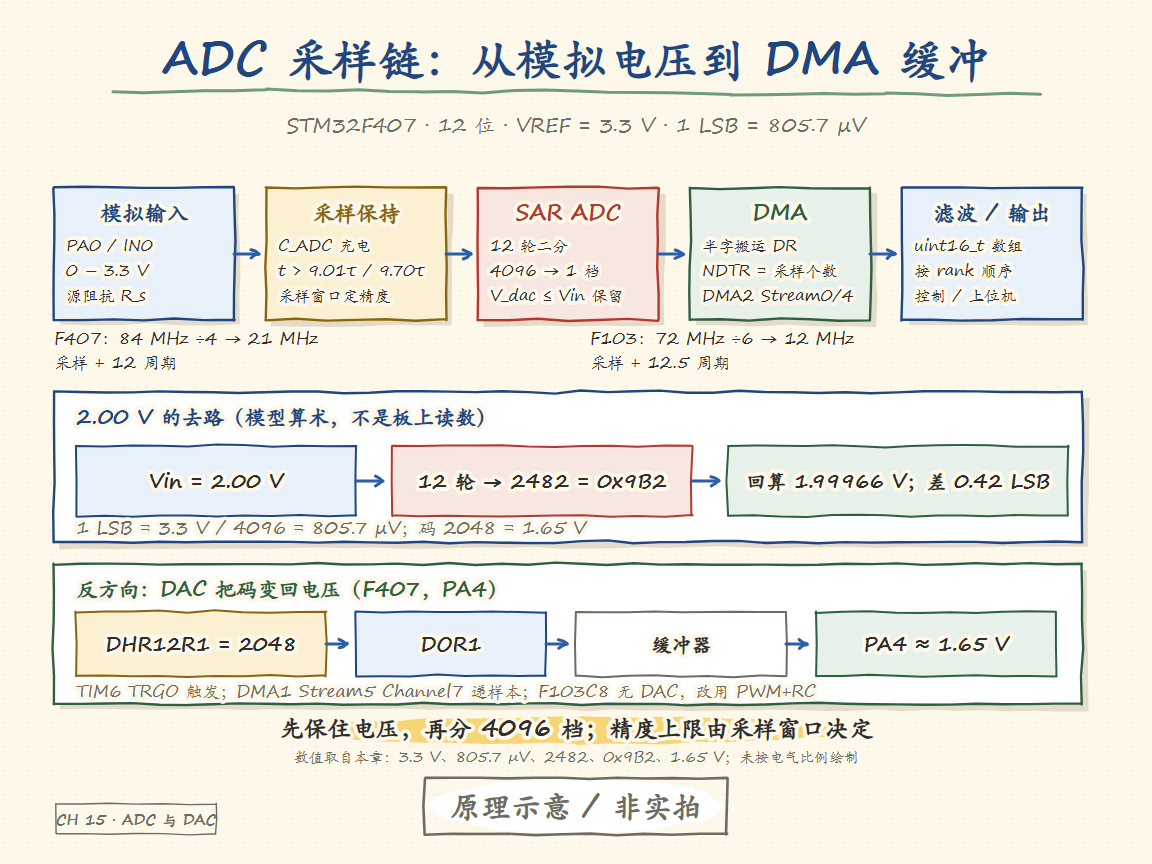 ADC 采样链：从模拟电压到 DMA 缓冲
STM32F407 · 12 位 · VREF = 3.3 V · 1 LSB = 805.7 µV
模拟输入
PA0 / IN0
0 – 3.3 V
源阻抗 R_s
采样保持
C_ADC 充电
t > 9.01τ / 9.70τ
采样窗口定精度
SAR ADC
12 轮二分
4096 → 1 档
V_dac ≤ Vin 保留
DMA
半字搬运 DR
NDTR = 采样个数
DMA2 Stream0/4
滤波 / 输出
uint16_t 数组
按 rank 顺序
控制 / 上位机
F407：84 MHz ÷4 → 21 MHz
采样 + 12 周期
F103：72 MHz ÷6 → 12 MHz
采样 + 12.5 周期
2.00 V 的去路（模型算术，不是板上读数）
Vin = 2.00 V
12 轮 → 2482 = 0x9B2
回算 1.99966 V；差 0.42 LSB
1 LSB = 3.3 V / 4096 = 805.7 µV；码 2048 = 1.65 V
反方向：DAC 把码变回电压（F407，PA4）
DHR12R1 = 2048
DOR1
缓冲器
PA4 ≈ 1.65 V
TIM6 TRGO 触发；DMA1 Stream5 Channel7 递样本；F103C8 无 DAC，改用 PWM+RC
先保住电压，再分 4096 档；精度上限由采样窗口决定
数值取自本章：3.3 V、805.7 µV、2482、0x9B2、1.65 V；未按电气比例绘制
原理示意 / 非实拍
CH 15 · ADC 与 DAC